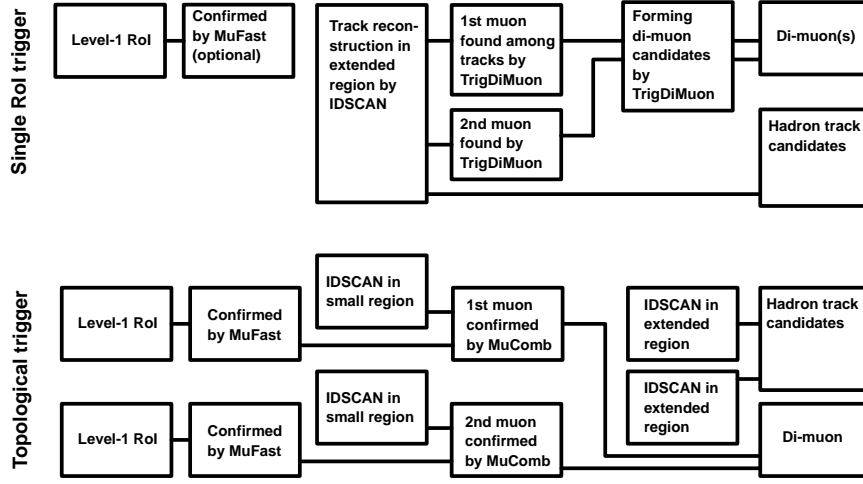 Single RoI trigger
Level-1 RoI
Confirmed
by MuFast
(optional)
Track recon-
struction in
extended
region by
IDSCAN
1st muon
found among
tracks by
TrigDiMuon
2nd muon
found by
TrigDiMuon
Forming
di-muon
candidates
by
TrigDiMuon
Di-muon(s)
Hadron track
candidates
Topological trigger
Level-1 RoI
Confirmed
by MuFast
IDSCAN in
small region
1st muon
confirmed
by MuComb
IDSCAN in
extended
region
Hadron track
candidates
Level-1 RoI
Confirmed
by MuFast
IDSCAN in
small region
2nd muon
confirmed
by MuComb
IDSCAN in
extended
region
Di-muon